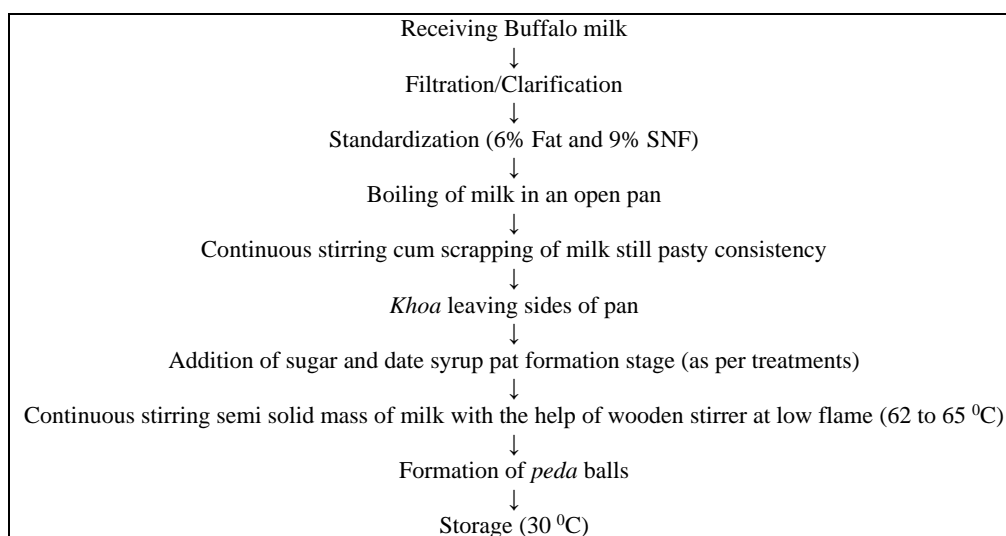 Receiving Buffalo milk
↓
Filtration/Clarification
↓
Standardization (6% Fat and 9% SNF)
↓
Boiling of milk in an open pan
↓
Continuous stirring cum scrapping of milk still pasty consistency
↓
Khoa leaving sides of pan
↓
Addition of sugar and date syrup pat formation stage (as per treatments)
↓
Continuous stirring semi solid mass of milk with the help of wooden stirrer at low flame (62 to 65 ⁰C)
↓
Formation of peda balls
↓
Storage (30 ⁰C)